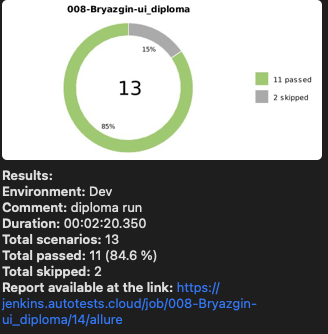 008-Bryazgin-ui_diploma
15%
11 passed
13
2 skipped
85%
Results:
Environment: Dev
Comment: diploma run
Duration: 00:02:20.350
Total scenarios: 13
Total passed: 11 (84.6 %)
Total skipped: 2
Report available at the link: https://
jenkins.autotests.cloud/job/008-Bryazgin-
ui_diploma/14/allure